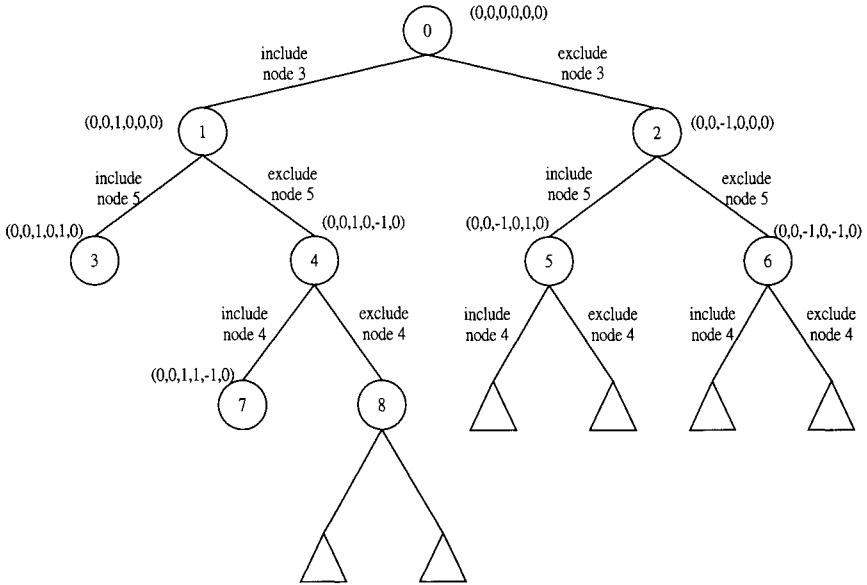 (0,0,0,0,0,0)
0
include
node 3
exclude
node 3
(0,0,1,0,0,0)
1
2
(0,0,-1,0,0,0)
include
node 5
exclude
node 5
include
node 5
exclude
node 5
(0,0,1,0,1,0)
3
(0,0,1,0,-1,0)
4
(0,0,-1,0,1,0)
5
(0,0,-1,0,-1,0)
6
include
node 4
exclude
node 4
include
node 4
exclude
node 4
include
node 4
exclude
node 4
(0,0,1,1,-1,0)
7
8